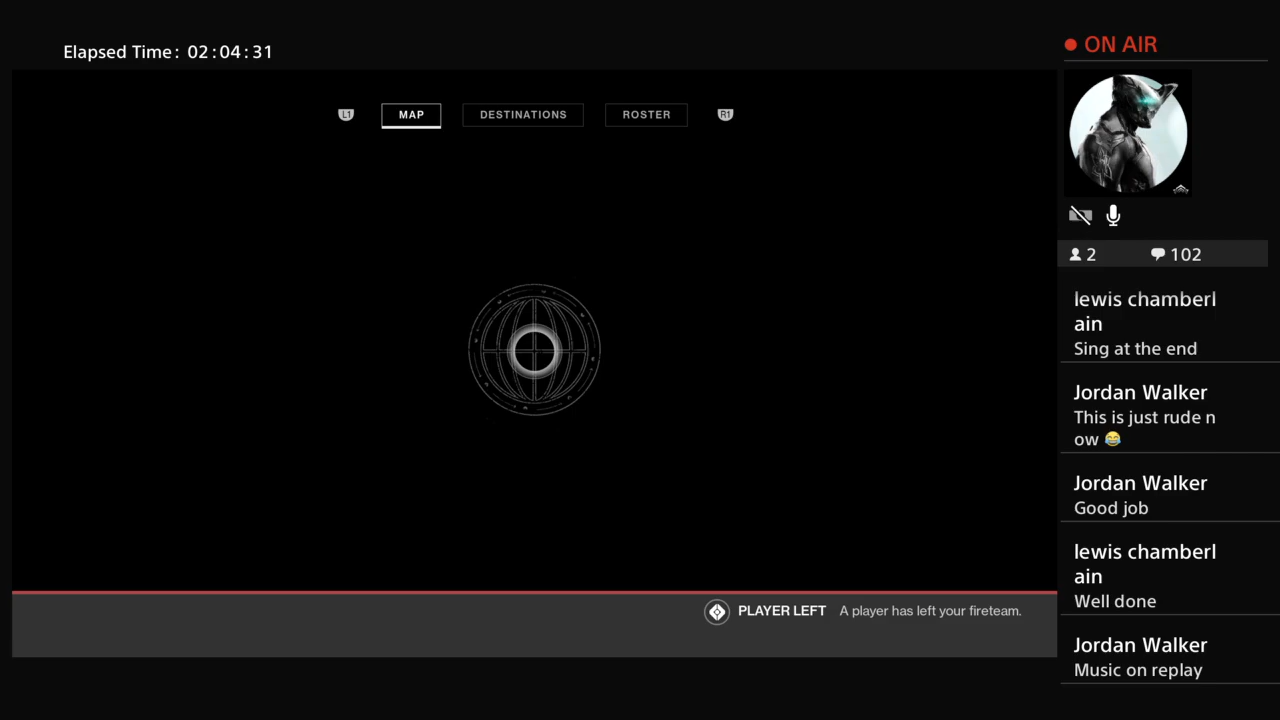 Elapsed Time: 02:04:31
ON AIR
L1 MAP DESTINATIONS ROSTER R1
2 102
lewis chamberl
ain
Sing at the end
Jordan Walker
This is just rude n
ow 😂
Jordan Walker
Good job
lewis chamberl
ain
Well done
Jordan Walker
Music on replay
PLAYER LEFT A player has left your fireteam.